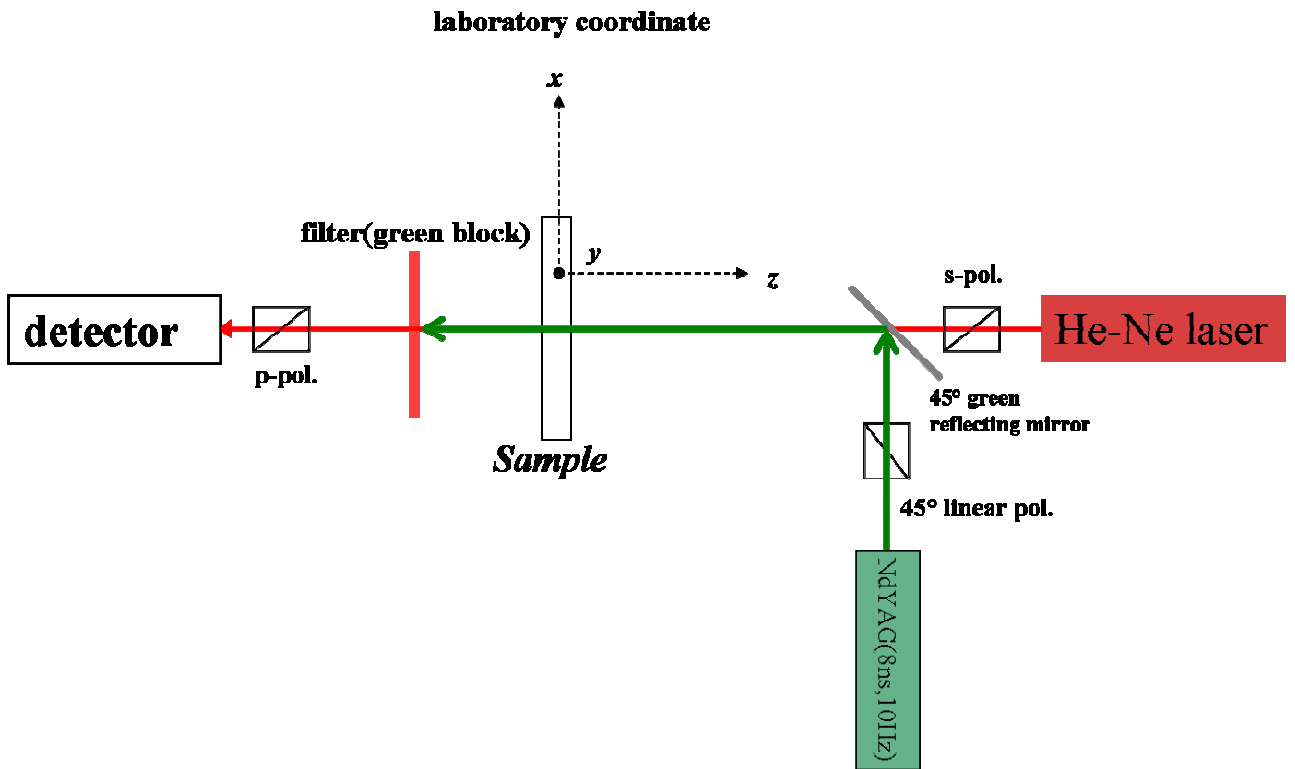 laboratory coordinate
x
filter(green block)
y
z
s-pol.
detector
He-Ne laser
p-pol.
45° green
reflecting mirror
Sample
45° linear pol.
NdYAG(8ns,10Hz)